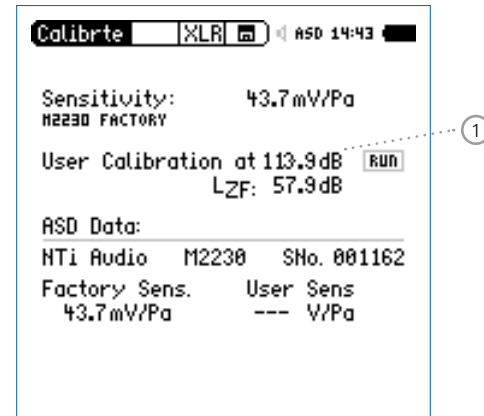 Calibrte XLR ASD 14:43
Sensitivity: 43.7mV/Pa
M2230 FACTORY
User Calibration at 113.9dB RUN
LZF: 57.9dB
ASD Data:
NTi Audio M2230 SNo. 001162
Factory Sens. User Sens
43.7mV/Pa --- V/Pa
1